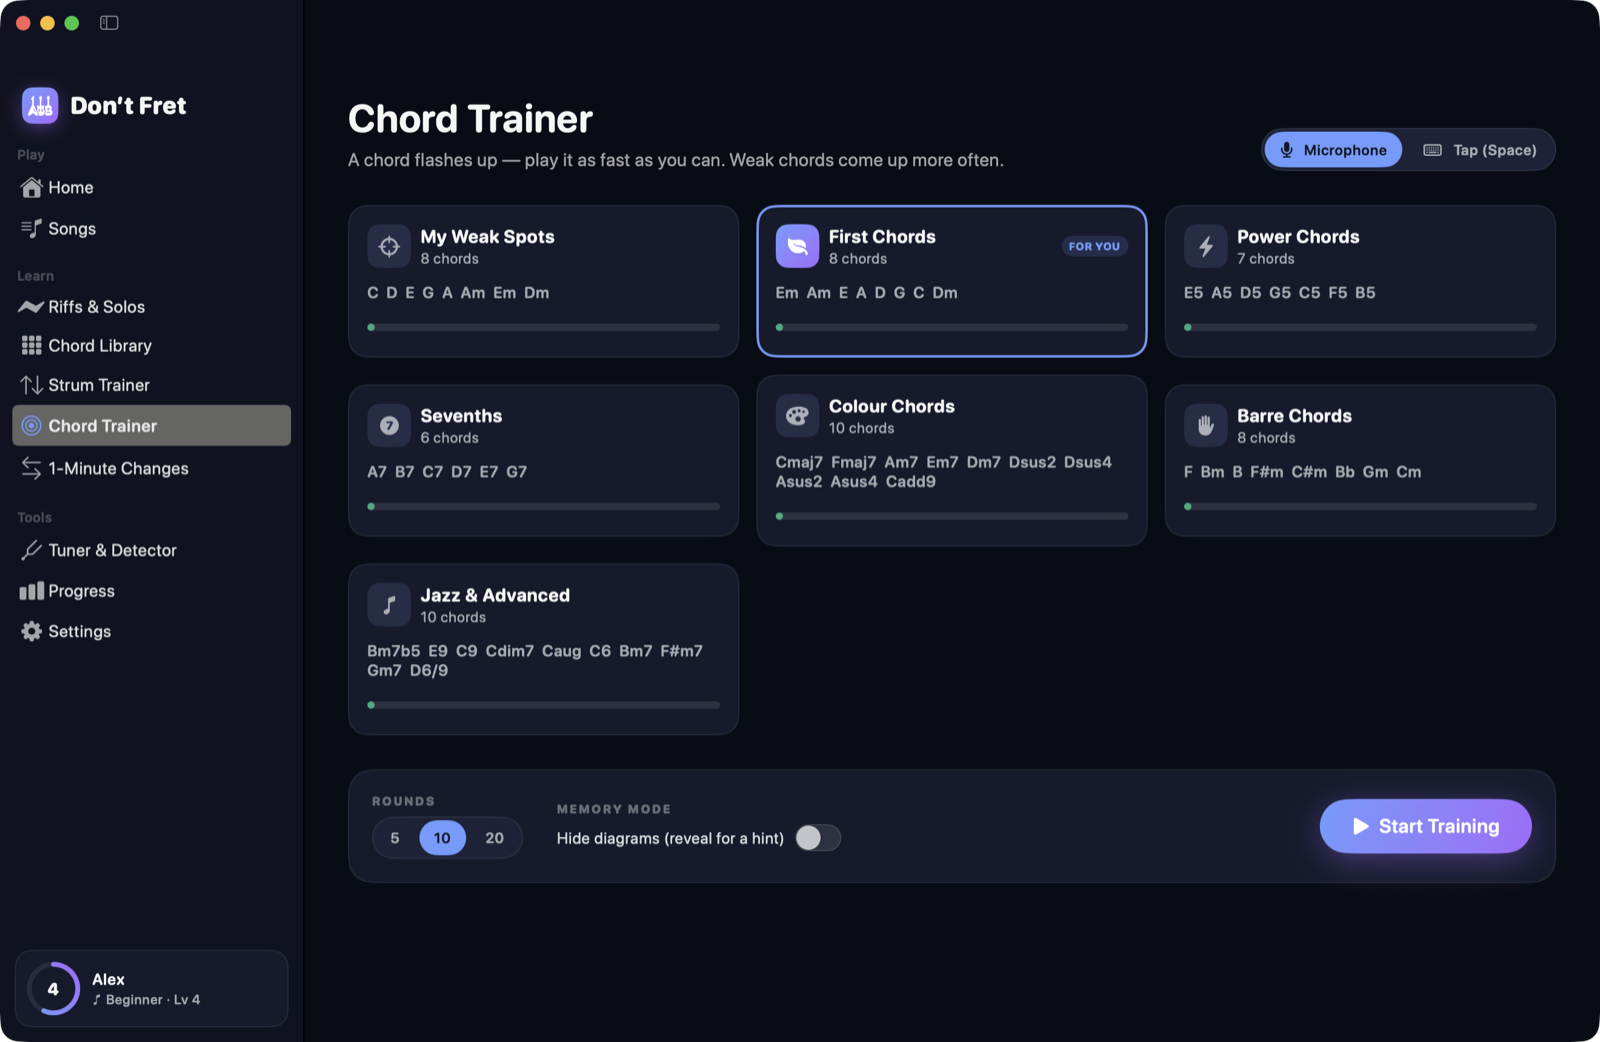 Don't Fret
Play
Home
Songs
Learn
Riffs & Solos
Chord Library
Strum Trainer
Chord Trainer
1-Minute Changes
Tools
Tuner & Detector
Progress
Settings
4
Alex
Beginner · Lv 4
Chord Trainer
A chord flashes up — play it as fast as you can. Weak chords come up more often.
Microphone
Tap (Space)
My Weak Spots
8 chords
C D E G A Am Em Dm
First Chords
8 chords
FOR YOU
Em Am E A D G C Dm
Power Chords
7 chords
E5 A5 D5 G5 C5 F5 B5
7
Sevenths
6 chords
A7 B7 C7 D7 E7 G7
Colour Chords
10 chords
Cmaj7 Fmaj7 Am7 Em7 Dm7 Dsus2 Dsus4
Asus2 Asus4 Cadd9
Barre Chords
8 chords
F Bm B F#m C#m Bb Gm Cm
Jazz & Advanced
10 chords
Bm7b5 E9 C9 Cdim7 Caug C6 Bm7 F#m7
Gm7 D6/9
ROUNDS
5 10 20
MEMORY MODE
Hide diagrams (reveal for a hint)
Start Training